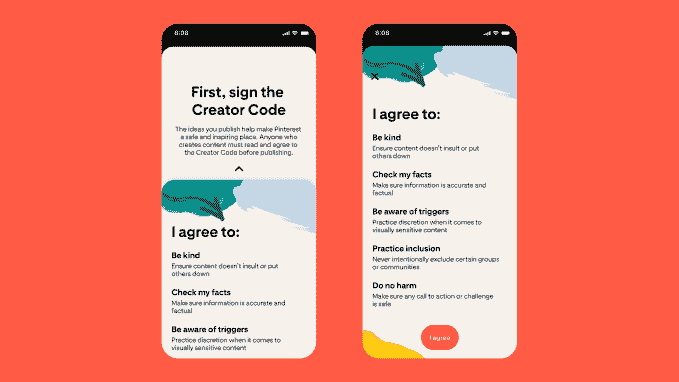 6:08
First, sign the
Creator Code
The ideas you publish help make Pinterest
a safe and inspiring place. Anyone who
creates content must read and agree to
the Creator Code before publishing.
I agree to:
Be kind
Ensure content doesn't insult or put
others down
Check my facts
Make sure information is accurate and
factual
Be aware of triggers
Practice discretion when it comes to
visually sensitive content
6:08
I agree to:
Be kind
Ensure content doesn't insult or put
others down
Check my facts
Make sure information is accurate and
factual
Be aware of triggers
Practice discretion when it comes to
visually sensitive content
Practice inclusion
Never intentionally exclude certain groups
or communities
Do no harm
Make sure any call to action or challenge
is safe
I agree